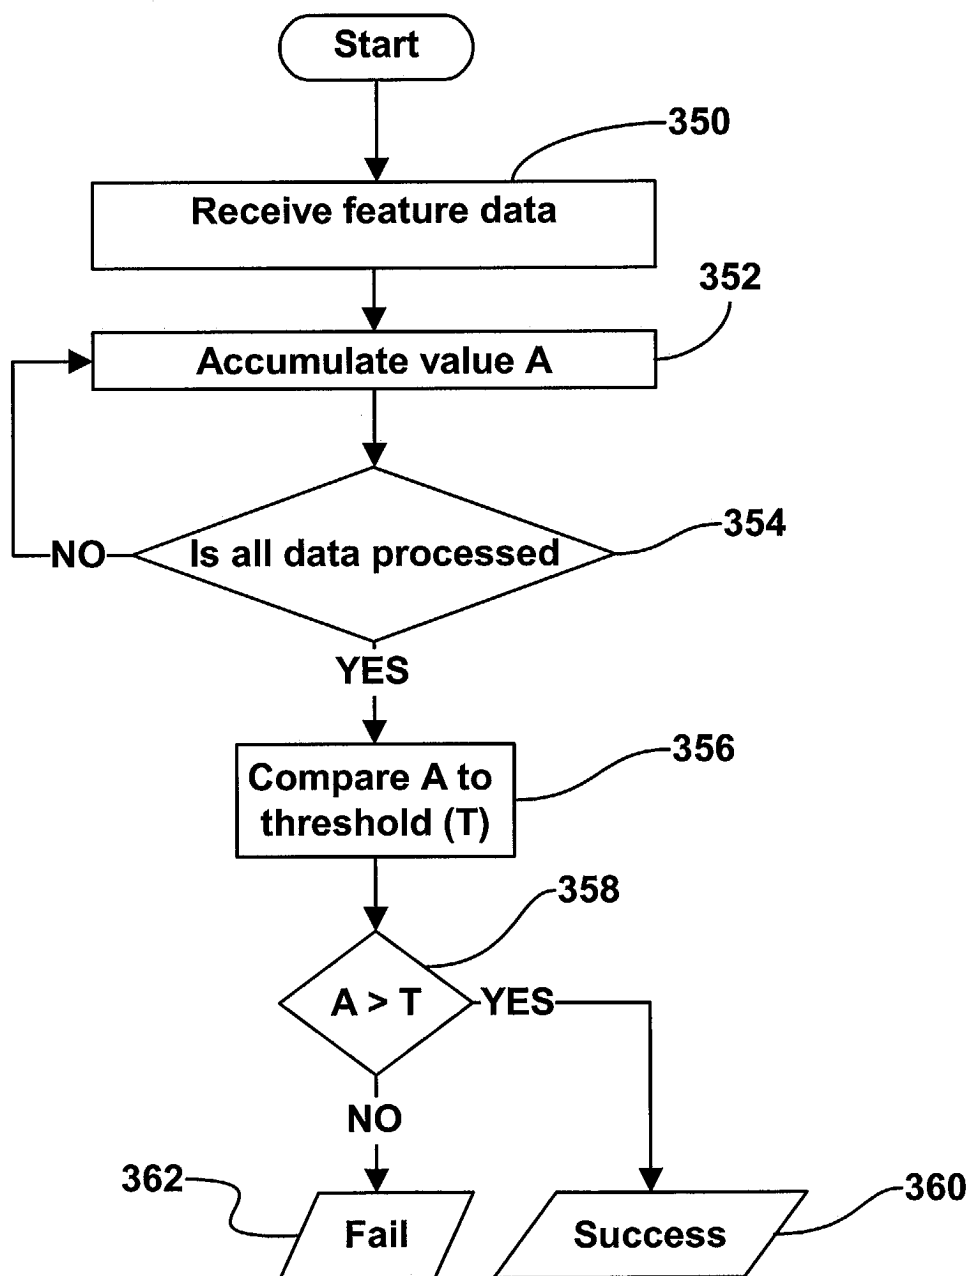 Start
350
Receive feature data
352
Accumulate value A
354
Is all data processed
NO
YES
356
Compare A to
threshold (T)
358
A > T
YES
NO
362
360
Fail
Success